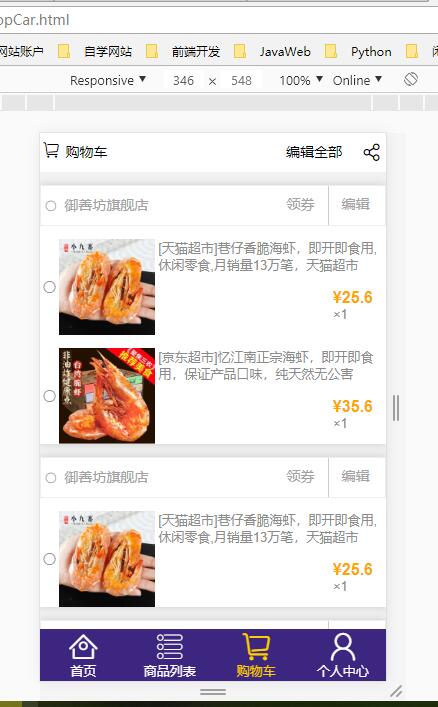 opCar.html
网站账户 自学网站 前端开发 JavaWeb Python 闲
Responsive 346 × 548 100% Online
购物车 编辑全部
御善坊旗舰店 领券 编辑
[天猫超市]巷仔香脆海虾，即开即食用,
休闲零食,月销量13万笔，天猫超市
¥25.6
×1
[京东超市]忆江南正宗海虾，即开即食
用，保证产品口味，纯天然无公害
¥35.6
×1
御善坊旗舰店 领券 编辑
[天猫超市]巷仔香脆海虾，即开即食用,
休闲零食,月销量13万笔，天猫超市
¥25.6
×1
首页 商品列表 购物车 个人中心